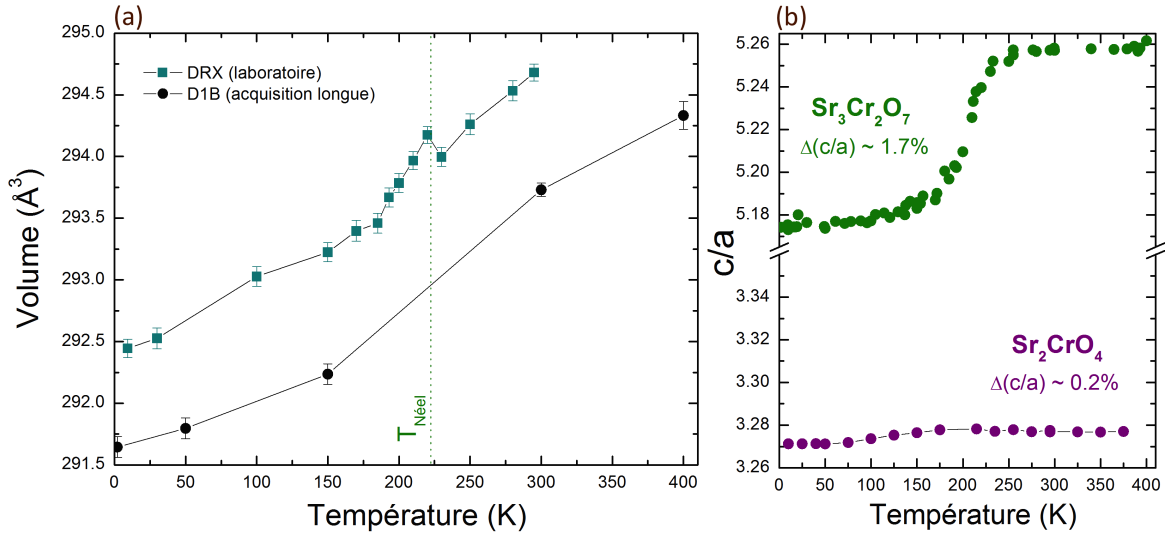 (a)
295.0
294.5
294.0
293.5
293.0
292.5
292.0
291.5
Volume (Å³)
DRX (laboratoire)
D1B (acquisition longue)
T Néel
0 50 100 150 200 250 300 350 400
Température (K)
(b)
5.26
5.24
5.22
5.20
5.18
3.34
3.32
3.30
3.28
3.26
c/a
Sr₃Cr₂O₇
Δ(c/a) ~ 1.7%
Sr₂CrO₄
Δ(c/a) ~ 0.2%
0 50 100 150 200 250 300 350 400
Température (K)